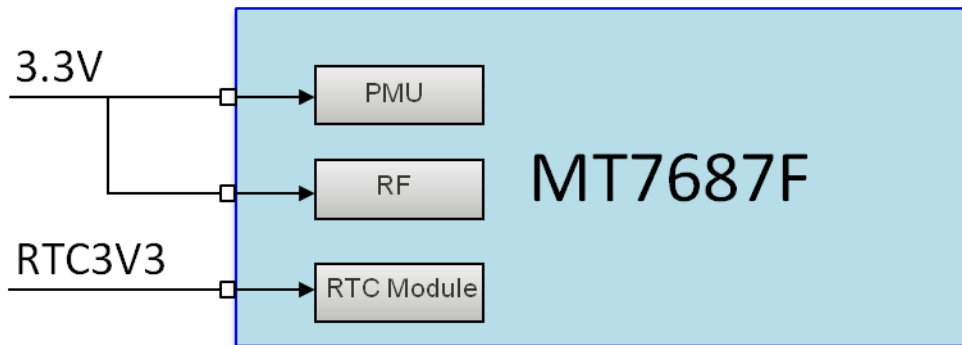 3.3V
PMU
RF
MT7687F
RTC3V3
RTC Module